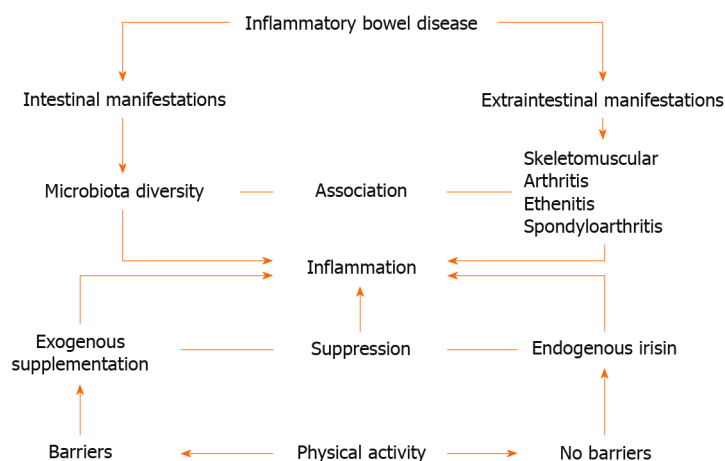 Inflammatory bowel disease
Intestinal manifestations
Extraintestinal manifestations
Skeletomuscular
Arthritis
Ethenitis
Spondyloarthritis
Microbiota diversity
Association
Inflammation
Exogenous
supplementation
Suppression
Endogenous irisin
Barriers
Physical activity
No barriers